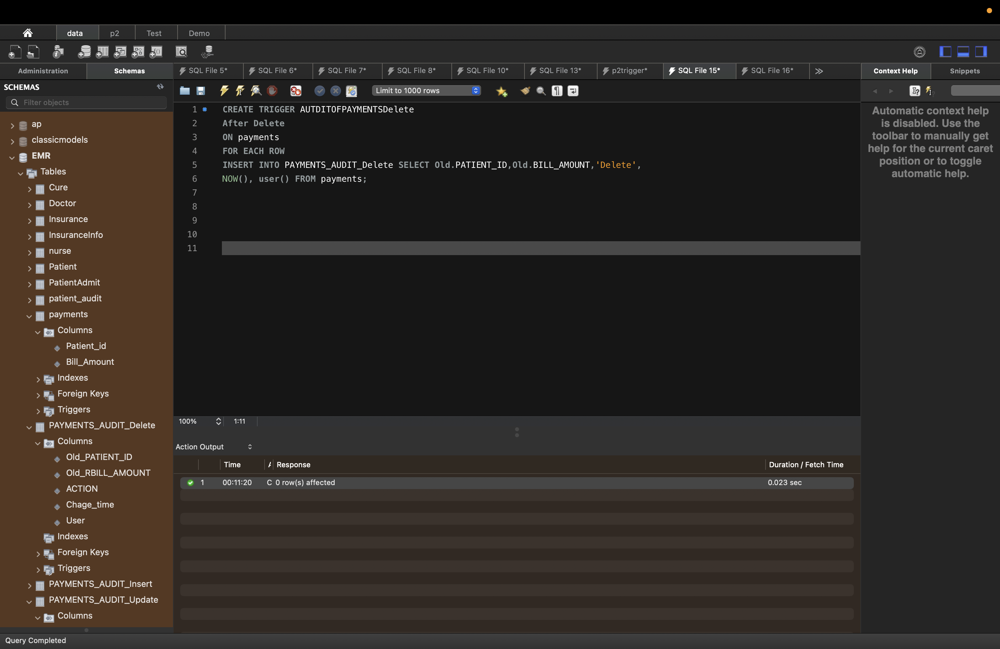 data p2 Test Demo
Administration Schemas SQL File 5* SQL File 6* SQL File 7* SQL File 8* SQL File 10* SQL File 13* p2trigger* SQL File 15* SQL File 16* Context Help Snippets
SCHEMAS
Filter objects
Limit to 1000 rows
ap
classicmodels
EMR
Tables
Cure
Doctor
Insurance
InsuranceInfo
nurse
Patient
PatientAdmit
patient_audit
payments
Columns
Patient_id
Bill_Amount
Indexes
Foreign Keys
Triggers
PAYMENTS_AUDIT_Delete
Columns
Old_PATIENT_ID
Old_RBILL_AMOUNT
ACTION
Chage_time
User
Indexes
Foreign Keys
Triggers
PAYMENTS_AUDIT_Insert
PAYMENTS_AUDIT_Update
Columns
1 CREATE TRIGGER AUTDITOFPAYMENTSDelete
2 After Delete
3 ON payments
4 FOR EACH ROW
5 INSERT INTO PAYMENTS_AUDIT_Delete SELECT Old.PATIENT_ID,Old.BILL_AMOUNT,'Delete',
6 NOW(), user() FROM payments;
7
8
9
10
11
100% 1:11
Action Output
Time A Response Duration / Fetch Time
1 00:11:20 C 0 row(s) affected 0.023 sec
Automatic context help
is disabled. Use the
toolbar to manually get
help for the current caret
position or to toggle
automatic help.
Query Completed